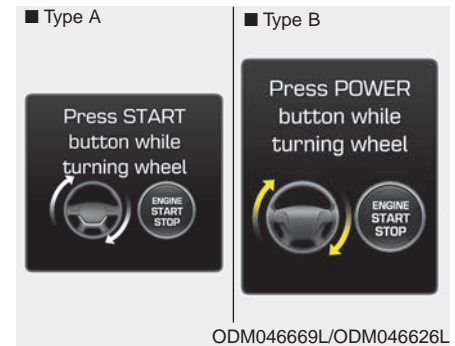 ■ Type A
Press START
button while
turning wheel
ENGINE
START
STOP
■ Type B
Press POWER
button while
turning wheel
ENGINE
START
STOP
ODM046669L/ODM046626L